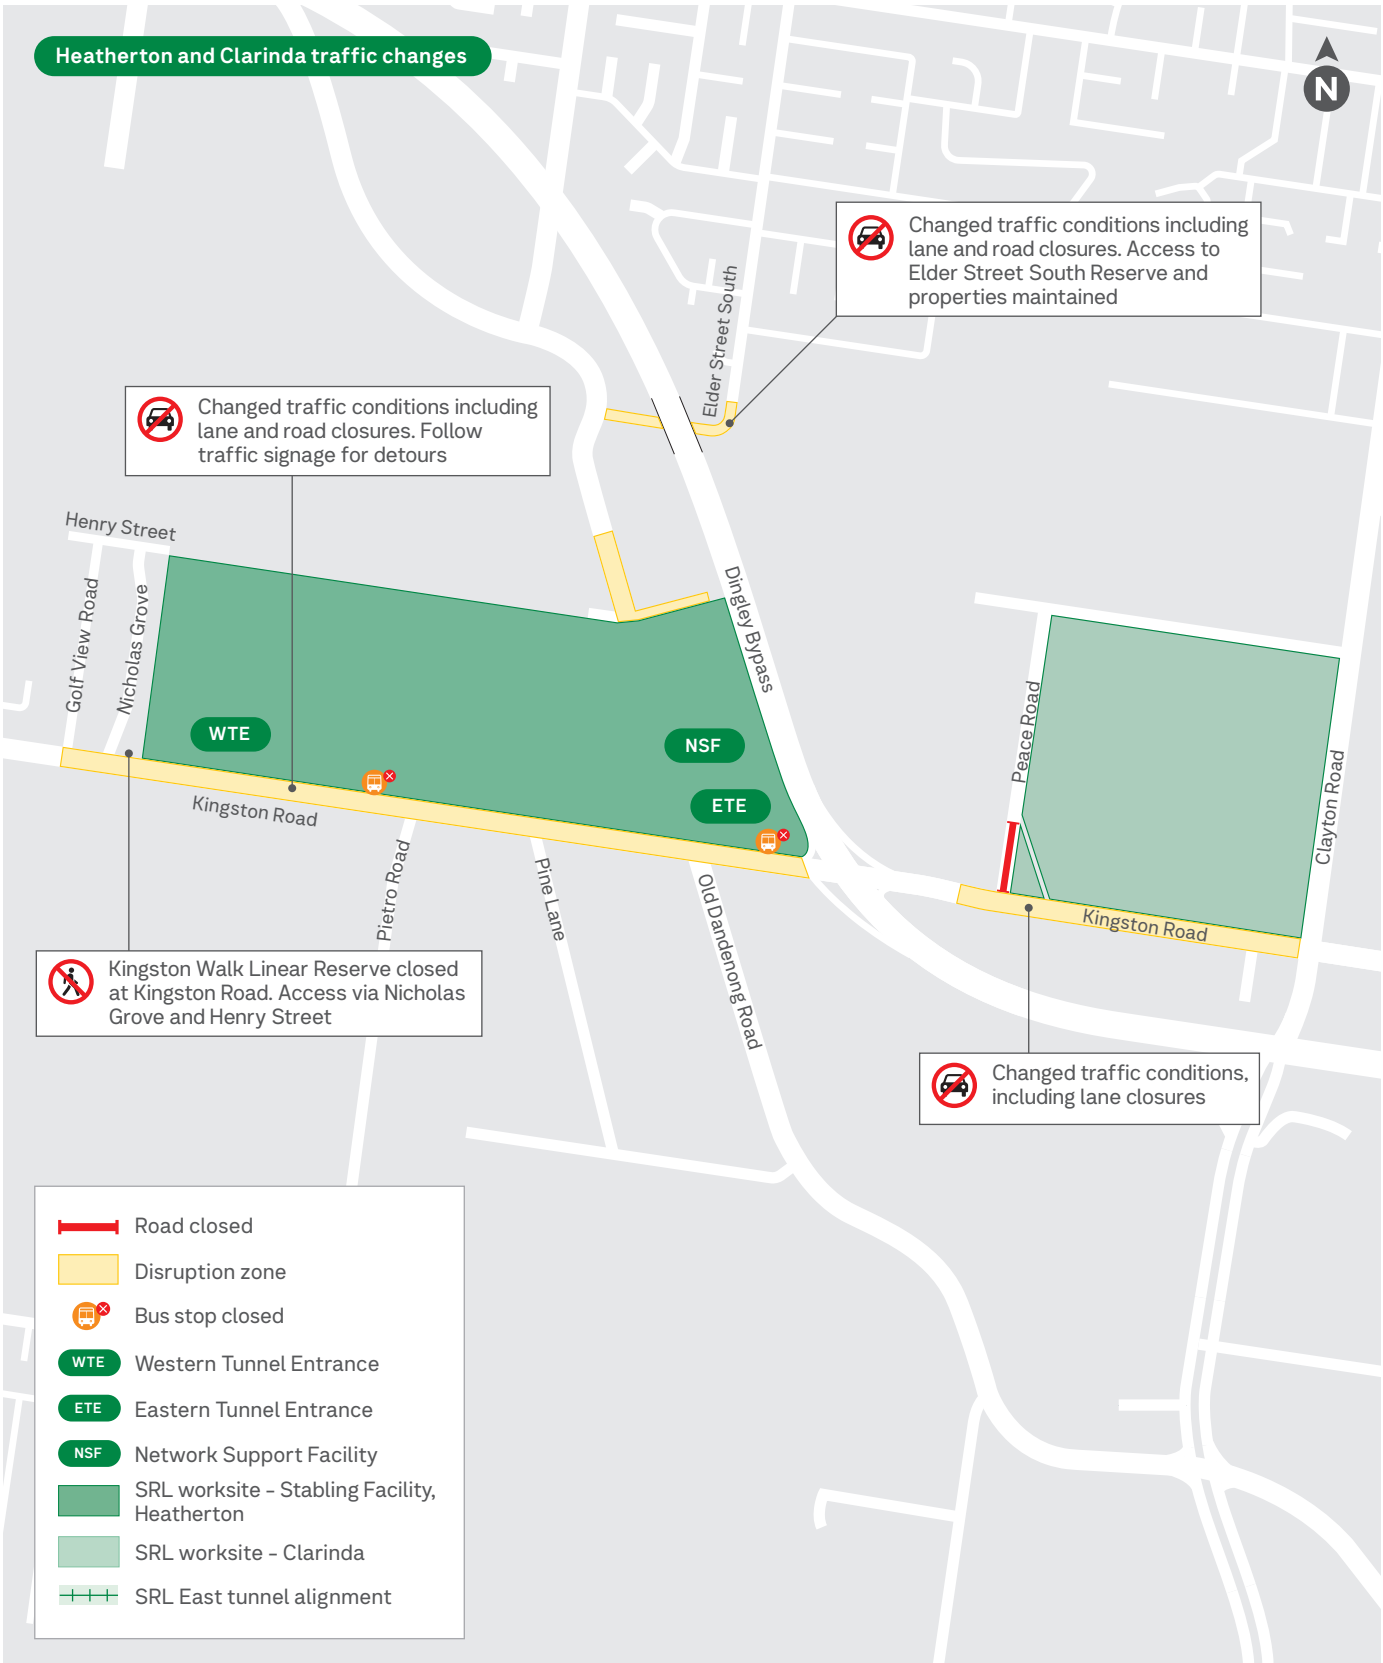 Heatherton and Clarinda traffic changes
N
Changed traffic conditions including
lane and road closures. Access to
Elder Street South Reserve and
properties maintained
Elder Street South
Changed traffic conditions including
lane and road closures. Follow
traffic signage for detours
Henry Street
Golf View Road
Nicholas Grove
Dingley Bypass
Peace Road
Clayton Road
WTE
NSF
ETE
Kingston Road
Pietro Road
Pine Lane
Old Dandenong Road
Kingston Road
Kingston Walk Linear Reserve closed
at Kingston Road. Access via Nicholas
Grove and Henry Street
Changed traffic conditions,
including lane closures
Road closed
Disruption zone
Bus stop closed
WTE Western Tunnel Entrance
ETE Eastern Tunnel Entrance
NSF Network Support Facility
SRL worksite – Stabling Facility,
Heatherton
SRL worksite – Clarinda
SRL East tunnel alignment